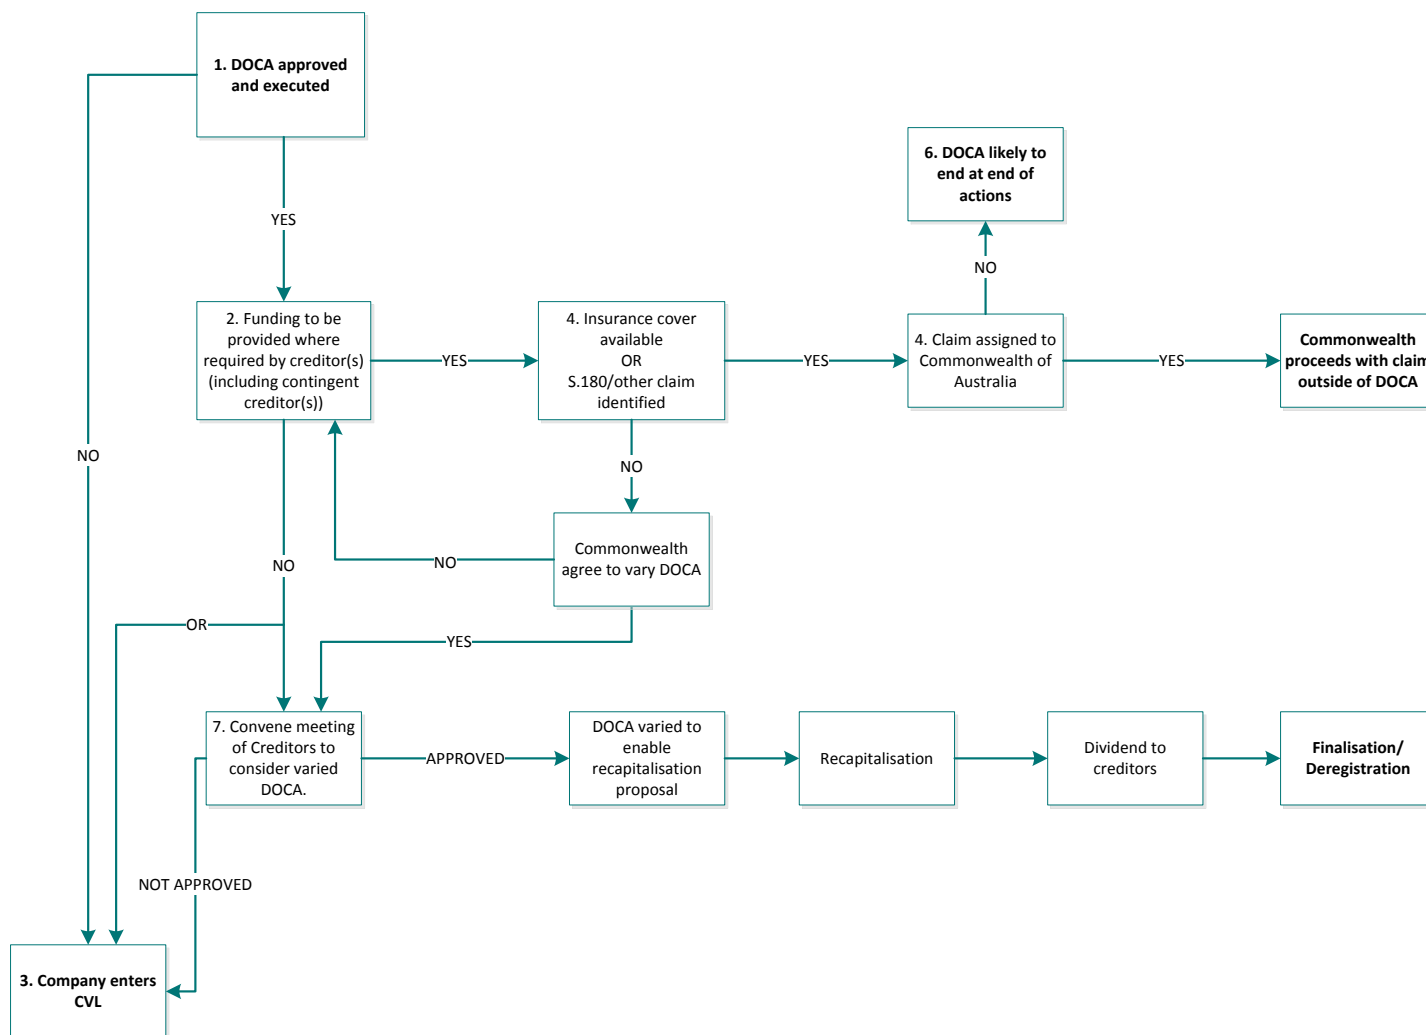 1. DOCA approved
and executed
YES
NO
2. Funding to be
provided where
required by creditor(s)
(including contingent
creditor(s))
YES
4. Insurance cover
available
OR
S.180/other claim
identified
YES
4. Claim assigned to
Commonwealth of
Australia
NO
6. DOCA likely to
end at end of
actions
YES
Commonwealth
proceeds with claim
outside of DOCA
NO
Commonwealth
agree to vary DOCA
NO
YES
NO
OR
7. Convene meeting
of Creditors to
consider varied
DOCA.
APPROVED
DOCA varied to
enable
recapitalisation
proposal
Recapitalisation
Dividend to
creditors
Finalisation/
Deregistration
NOT APPROVED
3. Company enters
CVL